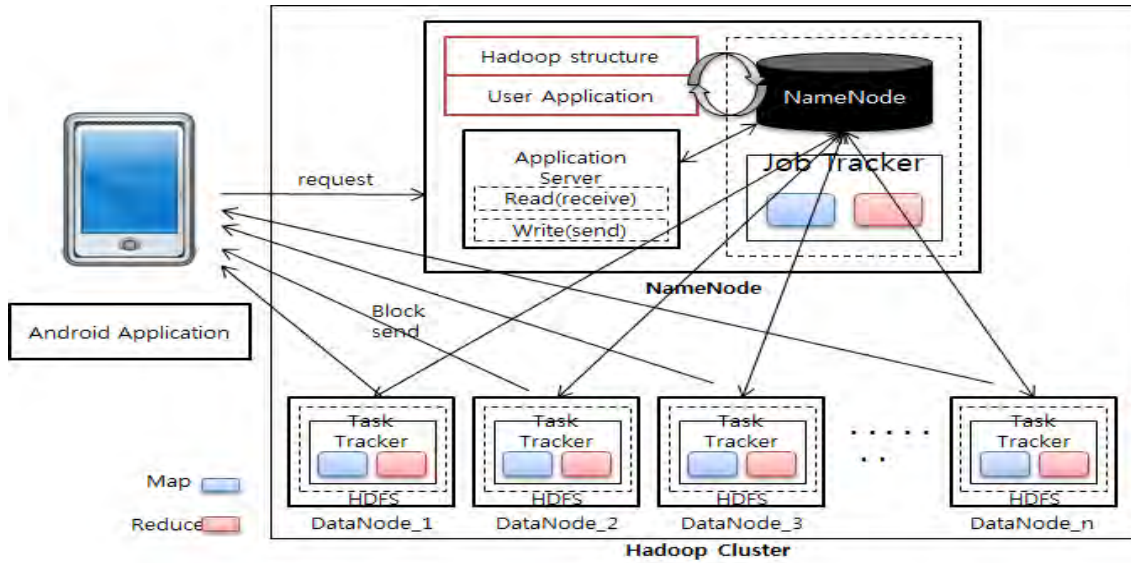 Hadoop structure
User Application
NameNode
Application
Server
Read(receive)
Write(send)
Job Tracker
request
NameNode
Android Application
Block
send
Task
Tracker
HDFS
DataNode_1
Task
Tracker
HDFS
DataNode_2
Task
Tracker
HDFS
DataNode_3
. . . . .
. .
Task
Tracker
HDFS
DataNode_n
Map
Reduce
Hadoop Cluster